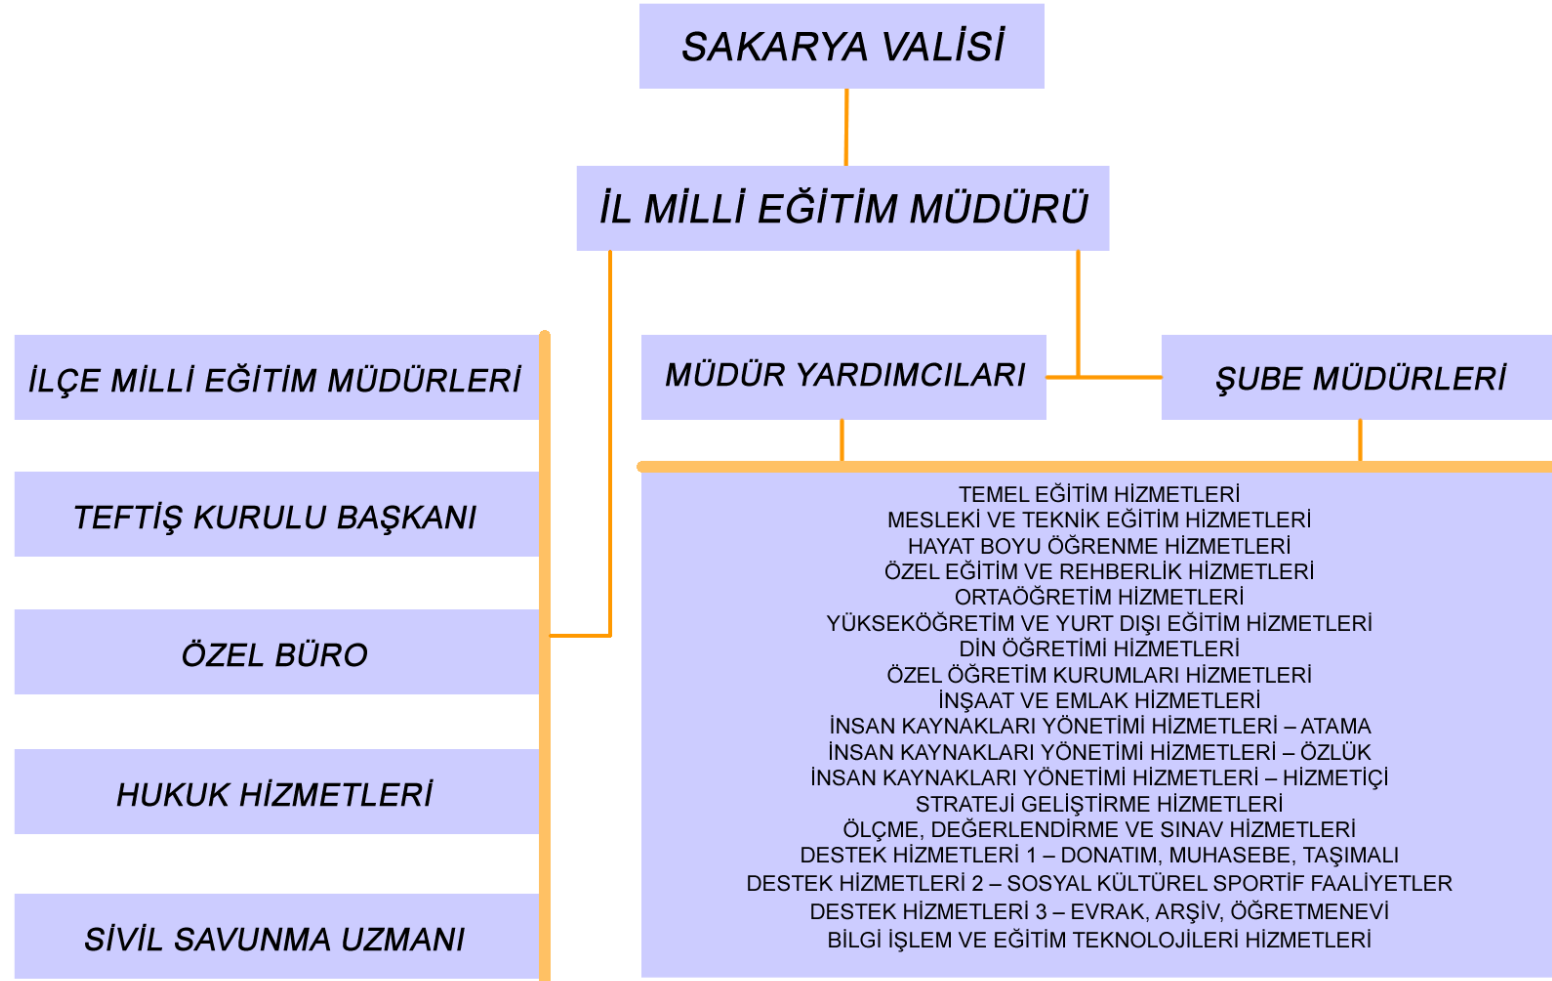 SAKARYA VALİSİ
İL MİLLİ EĞİTİM MÜDÜRÜ
İLÇE MİLLİ EĞİTİM MÜDÜRLERİ
TEFTİŞ KURULU BAŞKANI
ÖZEL BÜRO
HUKUK HİZMETLERİ
SİVİL SAVUNMA UZMANI
MÜDÜR YARDIMCILARI
ŞUBE MÜDÜRLERİ
TEMEL EĞİTİM HİZMETLERİ
MESLEKİ VE TEKNİK EĞİTİM HİZMETLERİ
HAYAT BOYU ÖĞRENME HİZMETLERİ
ÖZEL EĞİTİM VE REHBERLİK HİZMETLERİ
ORTAÖĞRETİM HİZMETLERİ
YÜKSEKÖĞRETİM VE YURT DIŞI EĞİTİM HİZMETLERİ
DİN ÖĞRETİMİ HİZMETLERİ
ÖZEL ÖĞRETİM KURUMLARI HİZMETLERİ
İNŞAAT VE EMLAK HİZMETLERİ
İNSAN KAYNAKLARI YÖNETİMİ HİZMETLERİ – ATAMA
İNSAN KAYNAKLARI YÖNETİMİ HİZMETLERİ – ÖZLÜK
İNSAN KAYNAKLARI YÖNETİMİ HİZMETLERİ – HİZMETİÇİ
STRATEJİ GELİŞTİRME HİZMETLERİ
ÖLÇME, DEĞERLENDİRME VE SINAV HİZMETLERİ
DESTEK HİZMETLERİ 1 – DONATIM, MUHASEBE, TAŞIMALI
DESTEK HİZMETLERİ 2 – SOSYAL KÜLTÜREL SPORTİF FAALİYETLER
DESTEK HİZMETLERİ 3 – EVRAK, ARŞİV, ÖĞRETMENEVİ
BİLGİ İŞLEM VE EĞİTİM TEKNOLOJİLERİ HİZMETLERİ